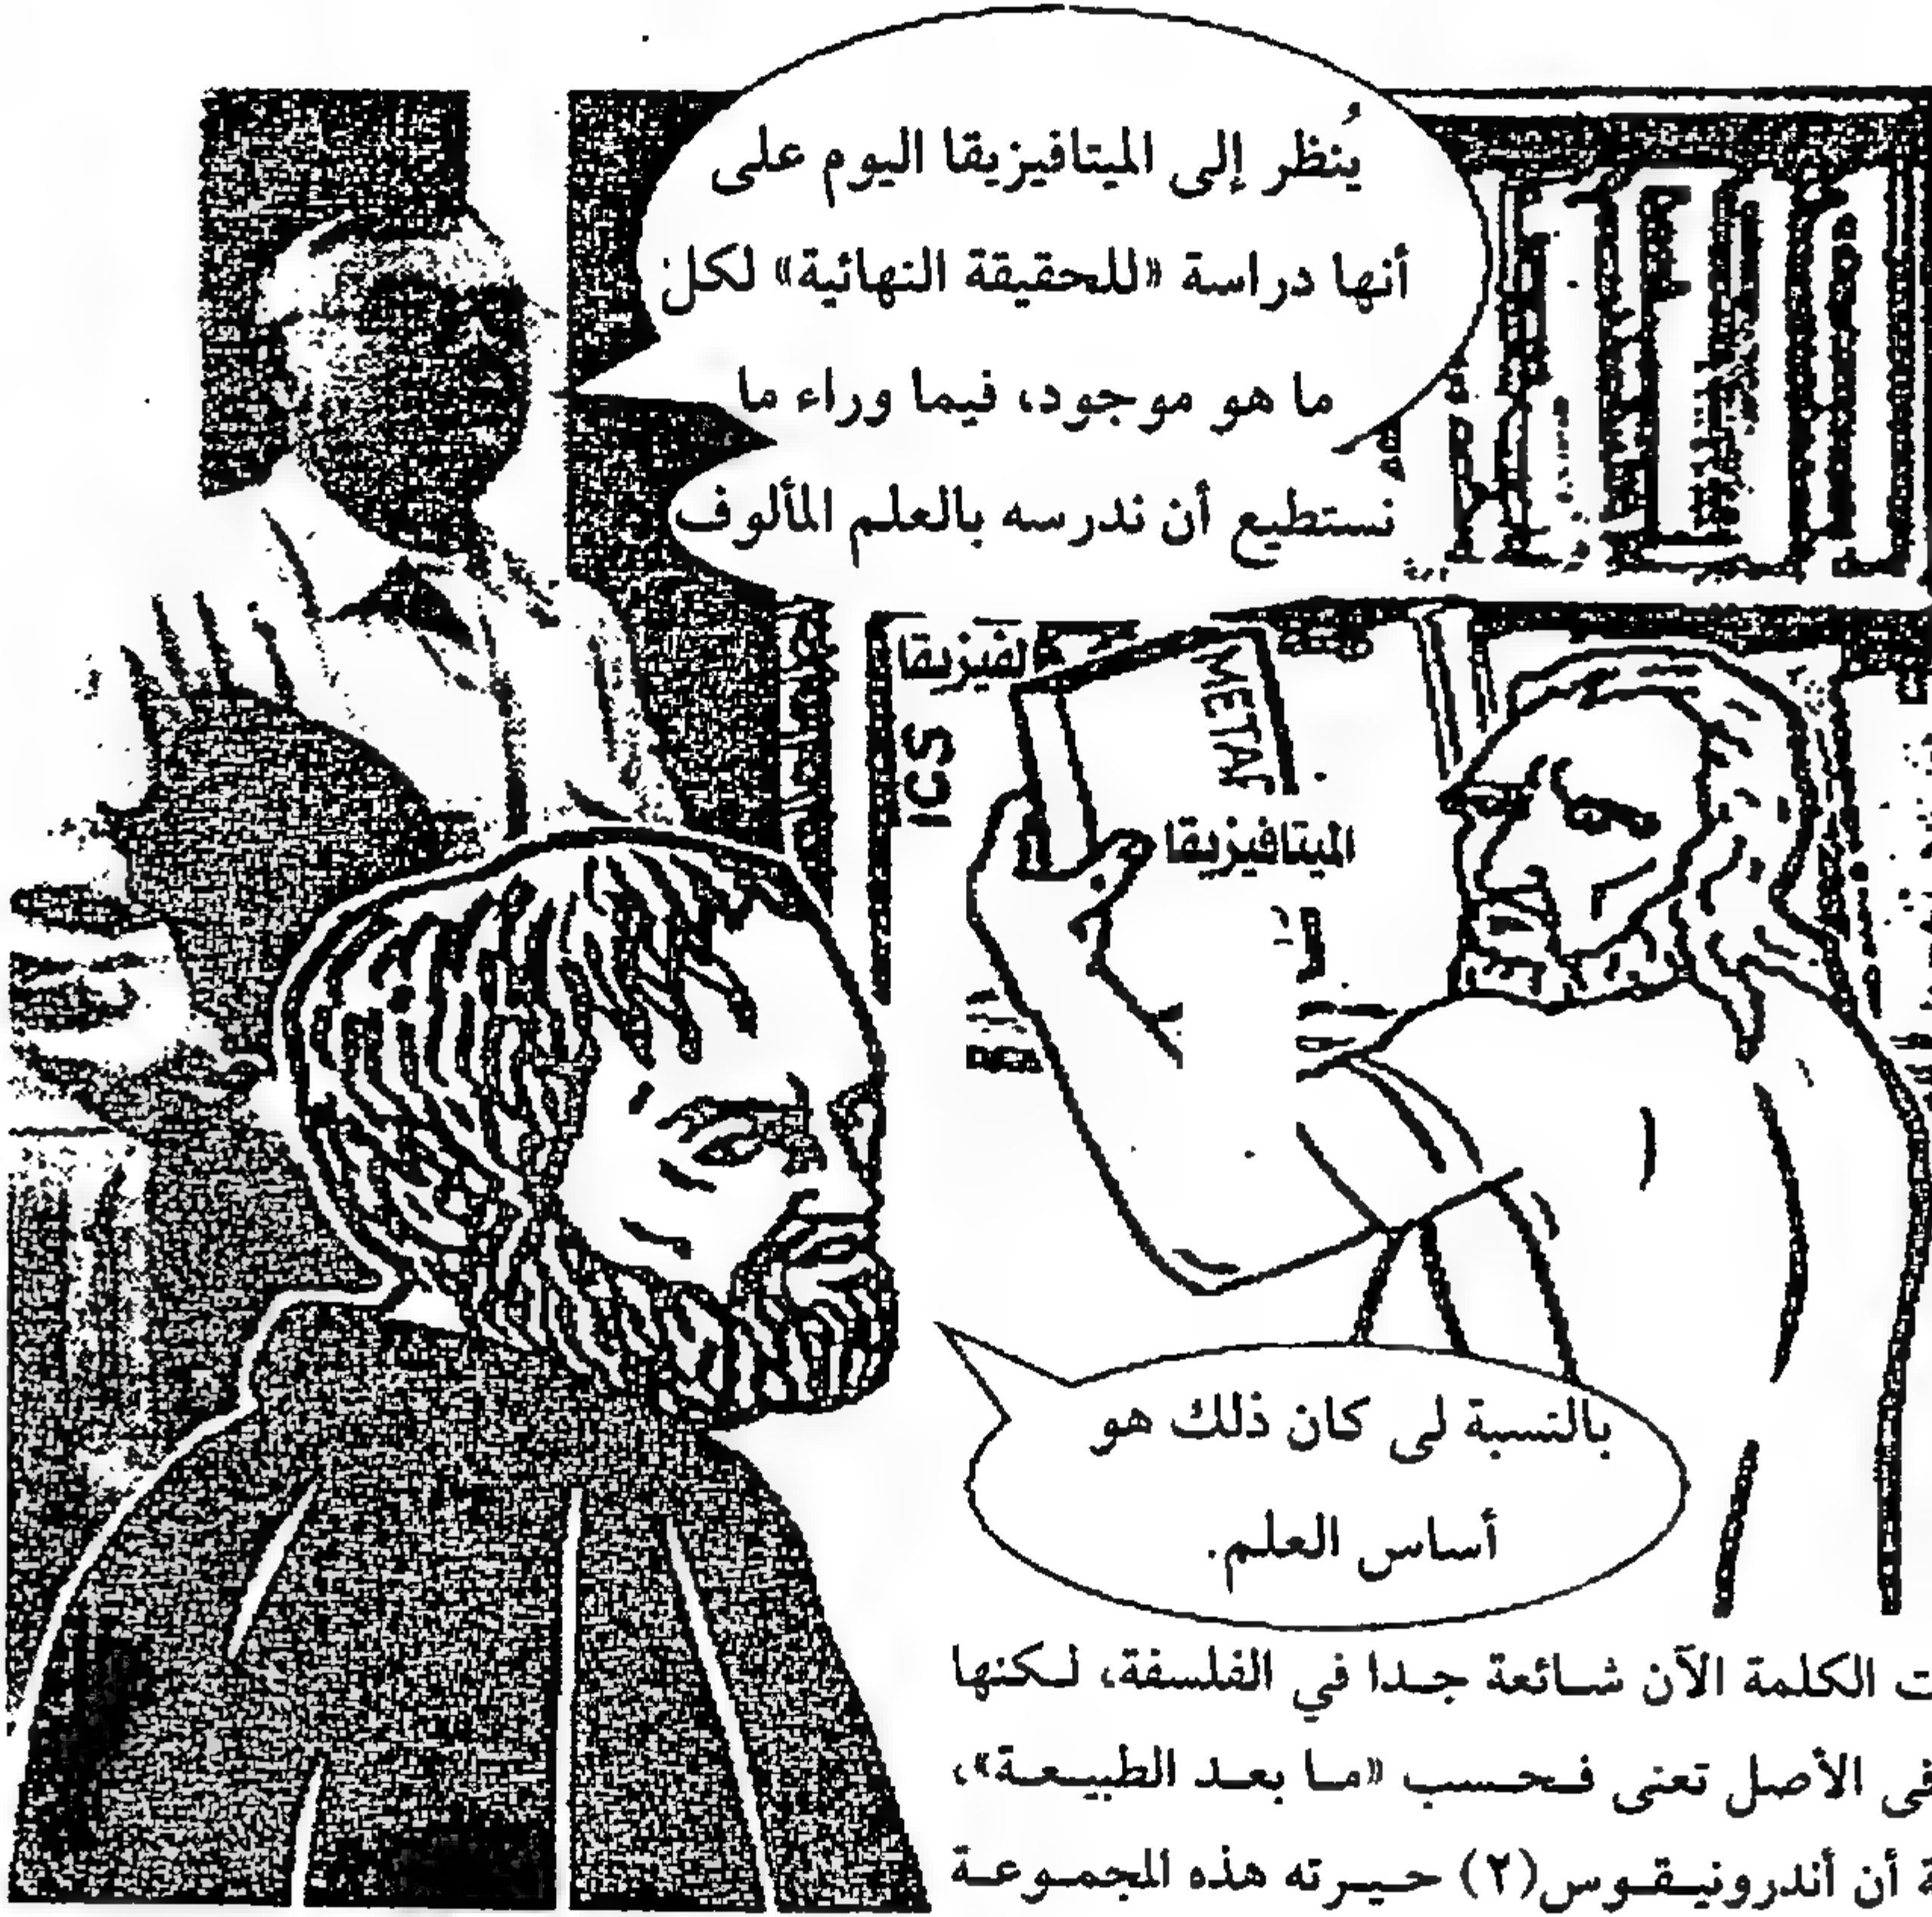 يُنظر إلى الميتافيزيقا اليوم على
أنها دراسة «للحقيقة النهائية» لكل
ما هو موجود، فيما وراء ما
نستطيع أن ندرسه بالعلم المألوف
لفيزيقا
ICS
METAF
الميتافيزيقا
بالنسبة لى كان ذلك هو
أساس العلم.
ت الكلمة الآن شائعة جدا في الفلسفة، لكنها
فى الأصل تعنى فحسب «ما بعد الطبيعة»،
ة أن أندرونيقوس(٢) حيرته هذه المجموعة